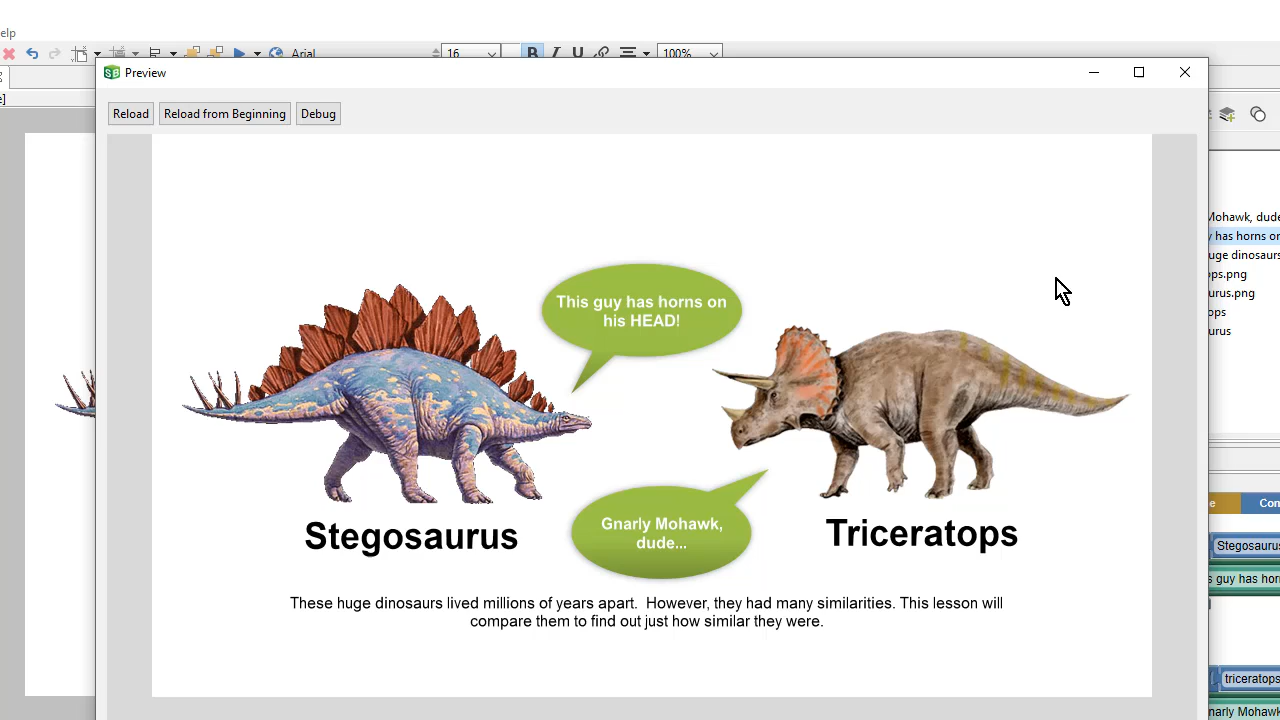 elp
Arial
16
B I U
100%
SB Preview
e]
Reload
Reload from Beginning
Debug
Mohawk, dude
y has horns on
uge dinosaurs
ops.png
urus.png
ops
urus
This guy has horns on
his HEAD!
Gnarly Mohawk,
dude...
Stegosaurus
Triceratops
These huge dinosaurs lived millions of years apart. However, they had many similarities. This lesson will
compare them to find out just how similar they were.
e
Con
Stegosaurus
s guy has horn
triceratops
narly Mohawk